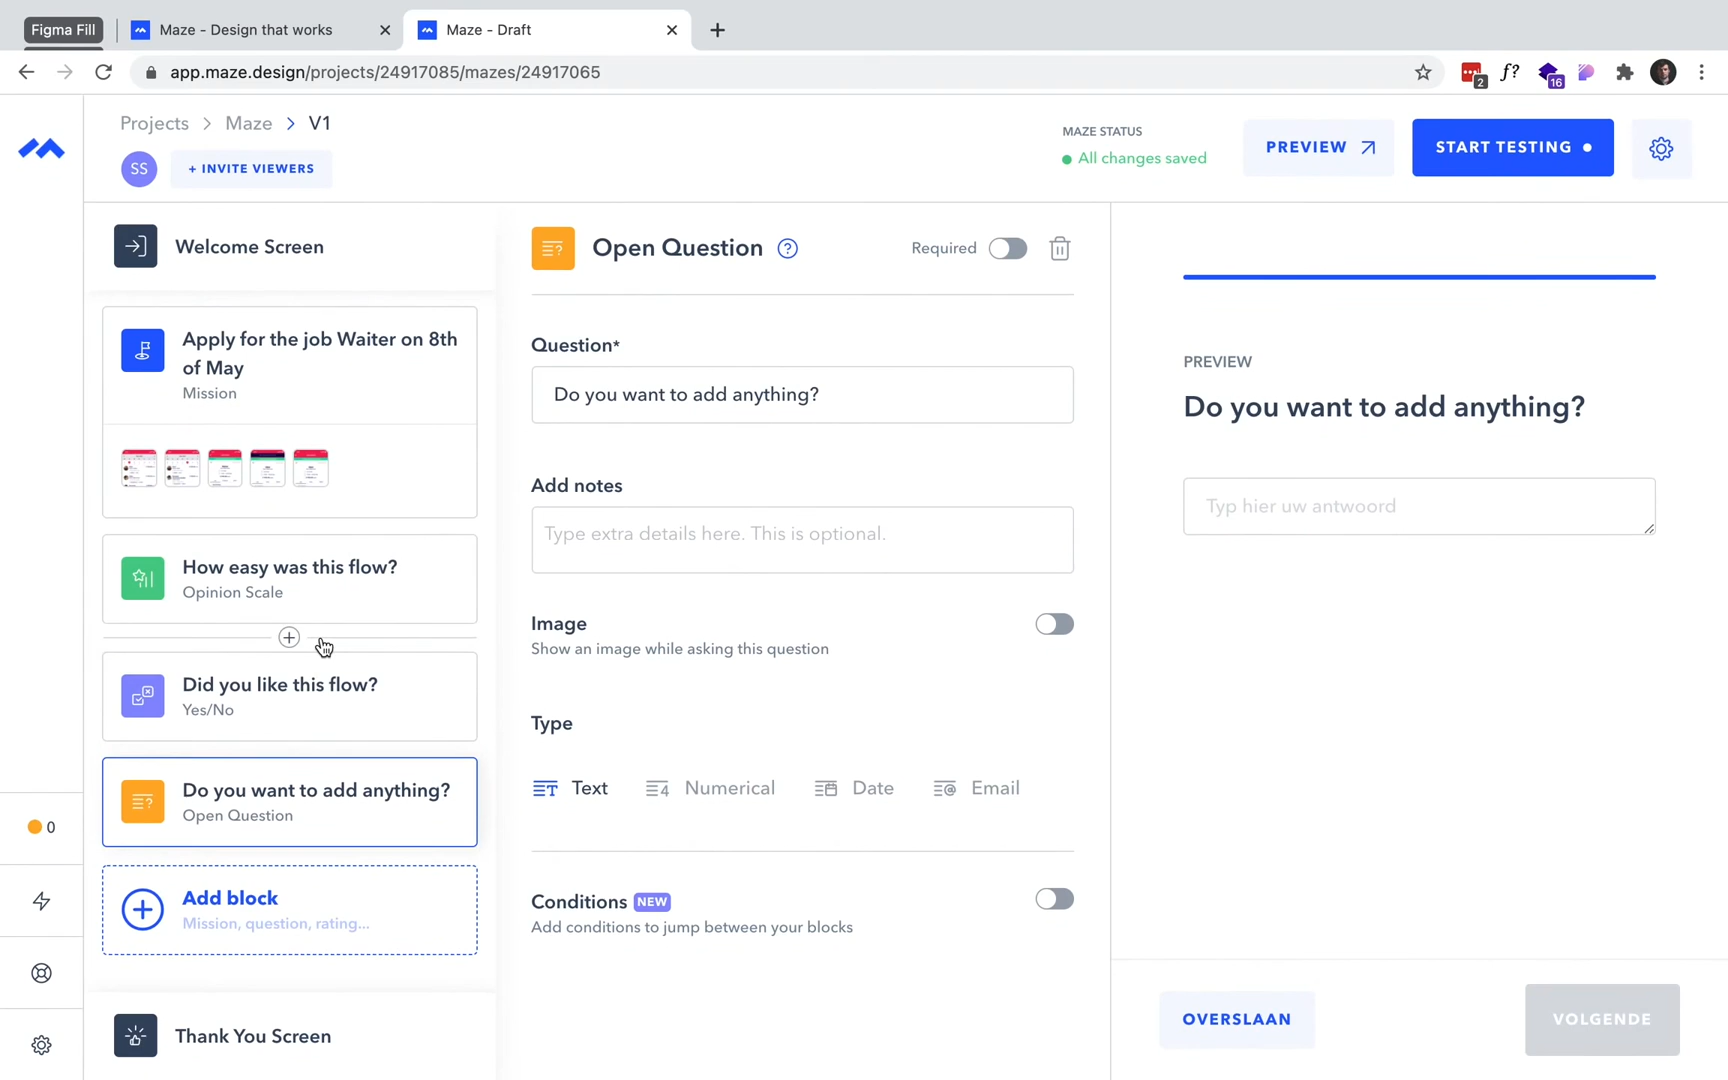 Figma Fill
Maze - Design that works
Maze - Draft
app.maze.design/projects/24917085/mazes/24917065
2
f?
16
Projects > Maze > V1
SS
+ INVITE VIEWERS
MAZE STATUS
All changes saved
PREVIEW
START TESTING
Welcome Screen
Apply for the job Waiter on 8th
of May
Mission
How easy was this flow?
Opinion Scale
Did you like this flow?
Yes/No
Do you want to add anything?
Open Question
Add block
Mission, question, rating...
Thank You Screen
0
Open Question
Required
Question*
Do you want to add anything?
Add notes
Type extra details here. This is optional.
Image
Show an image while asking this question
Type
Text
Numerical
Date
Email
Conditions NEW
Add conditions to jump between your blocks
PREVIEW
Do you want to add anything?
Typ hier uw antwoord
OVERSLAAN
VOLGENDE